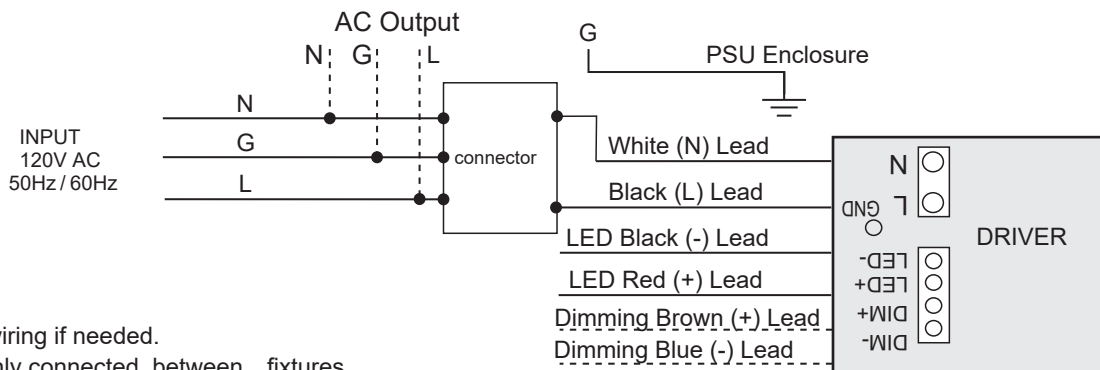 AC Output
N G L
G
PSU Enclosure
N
G
L
INPUT
120V AC
50Hz / 60Hz
connector
White (N) Lead
Black (L) Lead
LED Black (-) Lead
LED Red (+) Lead
Dimming Brown (+) Lead
Dimming Blue (-) Lead
N
L
GND
LED-
LED+
DIM+
DIM-
DRIVER
wiring if needed.
connected between fixtures